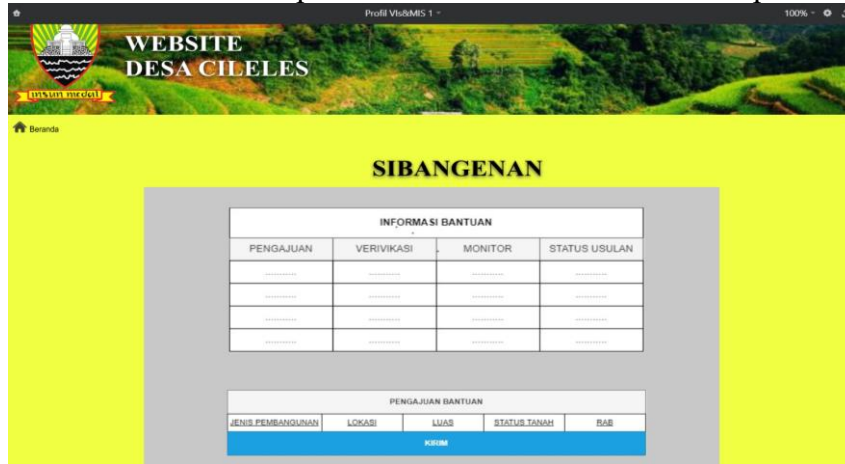 Profil VIs&MIS 1
100%
WEBSITE
DESA CILELES
insun medal
Beranda
SIBANGENAN
INFORMASI BANTUAN
PENGAJUAN VERIVIKASI MONITOR STATUS USULAN
............ ............ ............ ............
............ ............ ............ ............
............ ............ ............ ............
............ ............ ............ ............
PENGAJUAN BANTUAN
JENIS PEMBANGUNAN LOKASI LUAS STATUS TANAH RAB
KIRIM